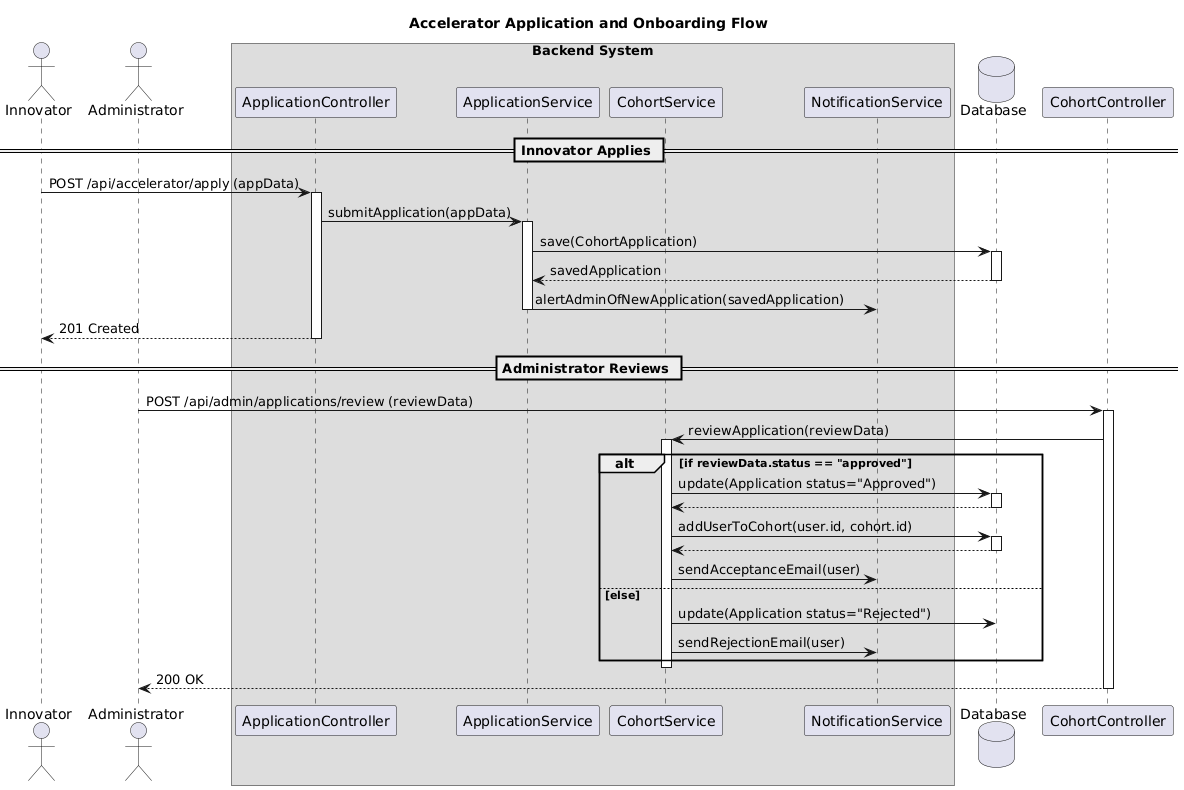 Accelerator Application and Onboarding Flow
Backend System
Innovator
Administrator
ApplicationController
ApplicationService
CohortService
NotificationService
Database
CohortController
Innovator Applies
POST /api/accelerator/apply (appData)
submitApplication(appData)
save(CohortApplication)
savedApplication
alertAdminOfNewApplication(savedApplication)
201 Created
Administrator Reviews
POST /api/admin/applications/review (reviewData)
reviewApplication(reviewData)
alt
[if reviewData.status == "approved"]
update(Application status="Approved")
addUserToCohort(user.id, cohort.id)
sendAcceptanceEmail(user)
[else]
update(Application status="Rejected")
sendRejectionEmail(user)
200 OK
Innovator
Administrator
ApplicationController
ApplicationService
CohortService
NotificationService
Database
CohortController